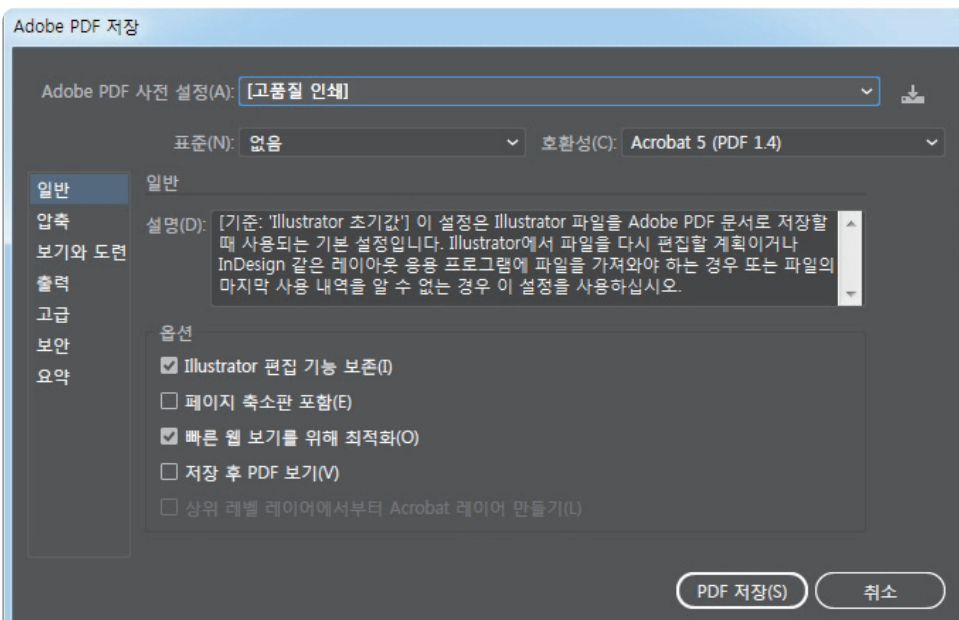 Adobe PDF 저장
Adobe PDF 사전 설정(A): [고품질 인쇄]
표준(N): 없음 호환성(C): Acrobat 5 (PDF 1.4)
일반
압축
보기와 도련
출력
고급
보안
요약
일반
설명(D): [기준: 'Illustrator 초기값'] 이 설정은 Illustrator 파일을 Adobe PDF 문서로 저장할
때 사용되는 기본 설정입니다. Illustrator에서 파일을 다시 편집할 계획이거나
InDesign 같은 레이아웃 응용 프로그램에 파일을 가져와야 하는 경우 또는 파일의
마지막 사용 내역을 알 수 없는 경우 이 설정을 사용하십시오.
옵션
Illustrator 편집 기능 보존(I)
페이지 축소판 포함(E)
빠른 웹 보기를 위해 최적화(O)
저장 후 PDF 보기(V)
상위 레벨 레이어에서부터 Acrobat 레이어 만들기(L)
PDF 저장(S) 취소